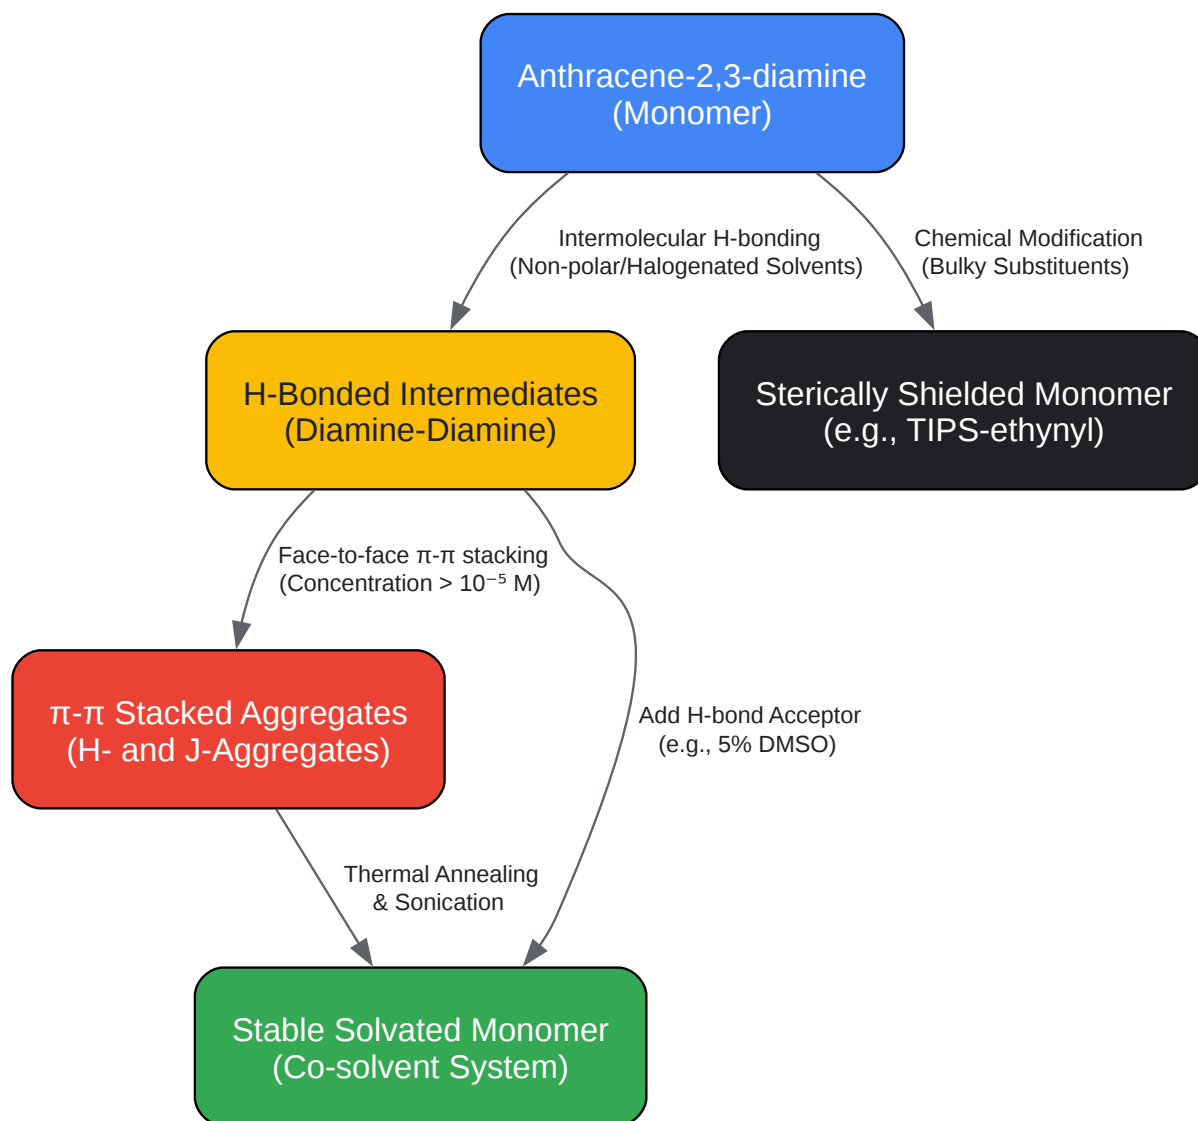 Anthracene-2,3-diamine
(Monomer)
Intermolecular H-bonding
(Non-polar/Halogenated Solvents)
Chemical Modification
(Bulky Substituents)
H-Bonded Intermediates
(Diamine-Diamine)
Sterically Shielded Monomer
(e.g., TIPS-ethynyl)
Face-to-face π-π stacking
(Concentration > 10⁻⁵ M)
π-π Stacked Aggregates
(H- and J-Aggregates)
Add H-bond Acceptor
(e.g., 5% DMSO)
Thermal Annealing
& Sonication
Stable Solvated Monomer
(Co-solvent System)